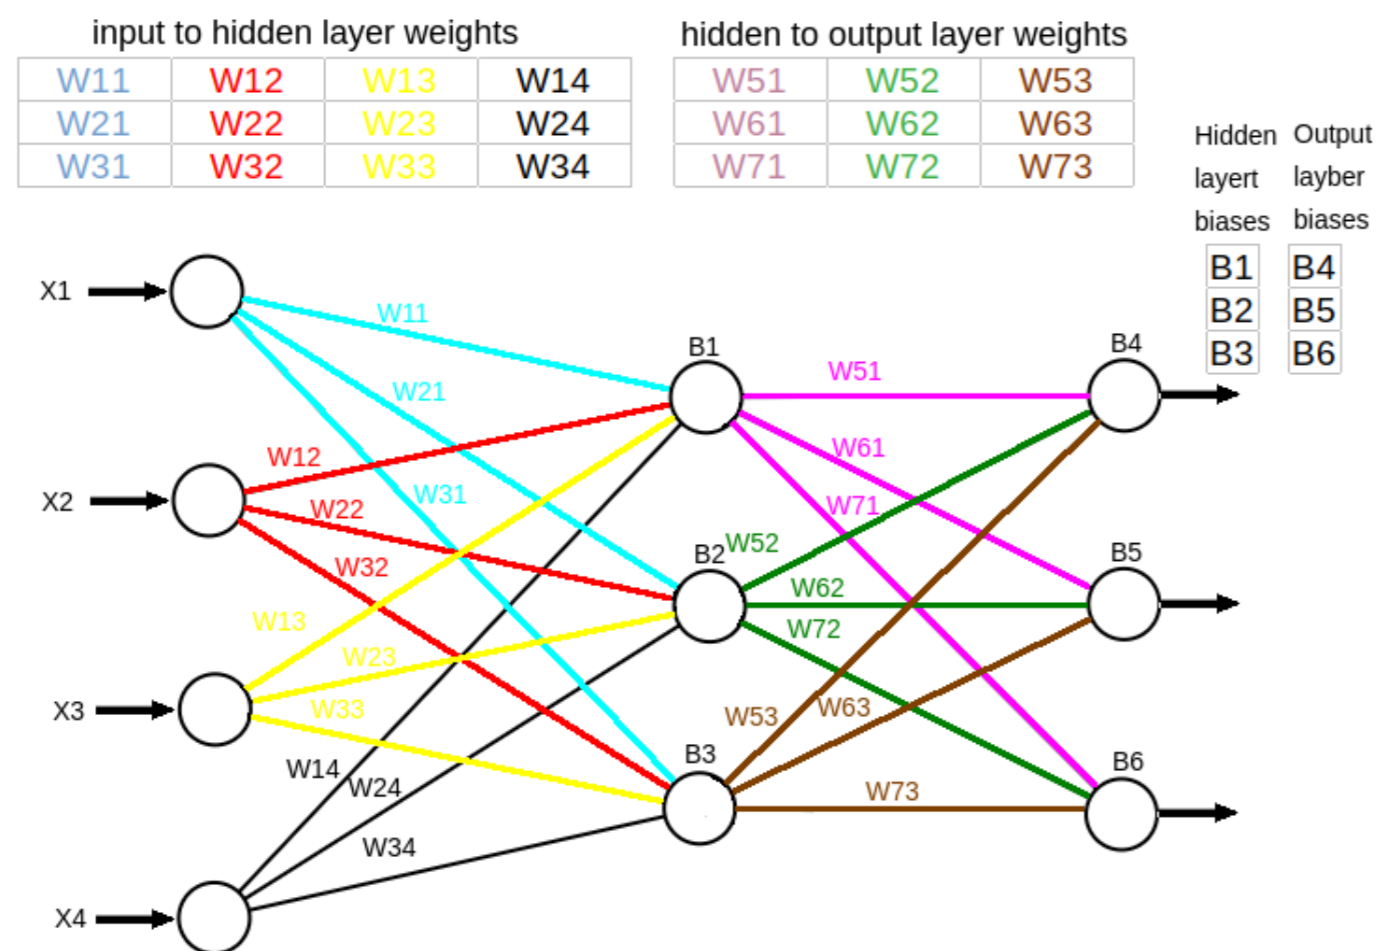 input to hidden layer weights
hidden to output layer weights
W11 W12 W13 W14
W21 W22 W23 W24
W31 W32 W33 W34
W51 W52 W53
W61 W62 W63
W71 W72 W73
Hidden
layert
biases
Output
layber
biases
B1 B4
B2 B5
B3 B6
X1
X2
X3
X4
W11
W21
W31
W12
W22
W32
W13
W23
W33
W14
W24
W34
B1
B2
B3
W51
W61
W71
W52
W62
W72
W53
W63
W73
B4
B5
B6